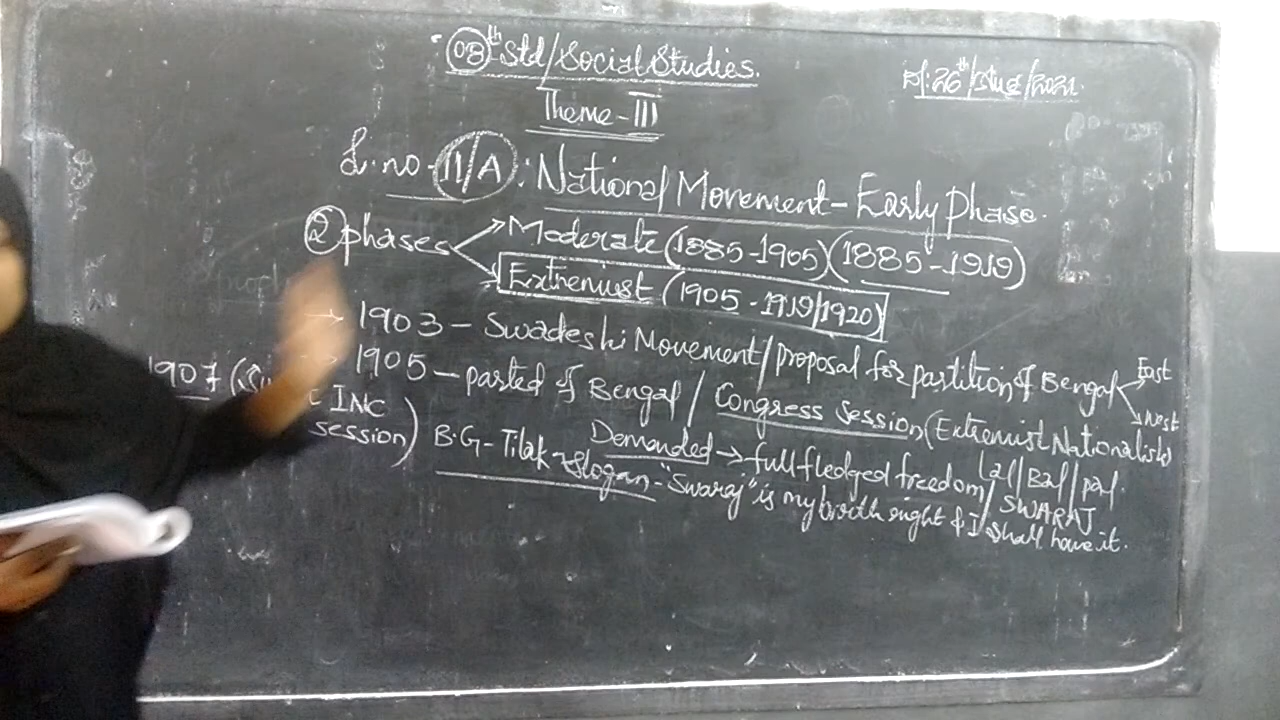 08th Std/Social Studies.
26th/Aug/2021.
Theme-III
L.no-11/A: National Movement-Early Phase.
2 phases Moderate (1885-1905) (1885-1919)
Extremist (1905-1919/1920)
→ 1903 - Swadeshi Movement/proposal for partition of Bengal East West
→ 1905 - parted of Bengal / Congress Session (Extremist Nationalists)
Lal/Bal/pal.
Demanded → full fledged freedom / SWARAJ
1907 (
INC
session)
B.G-Tilak → Slogan-"Swaraj" is my birth right & I shall have it.